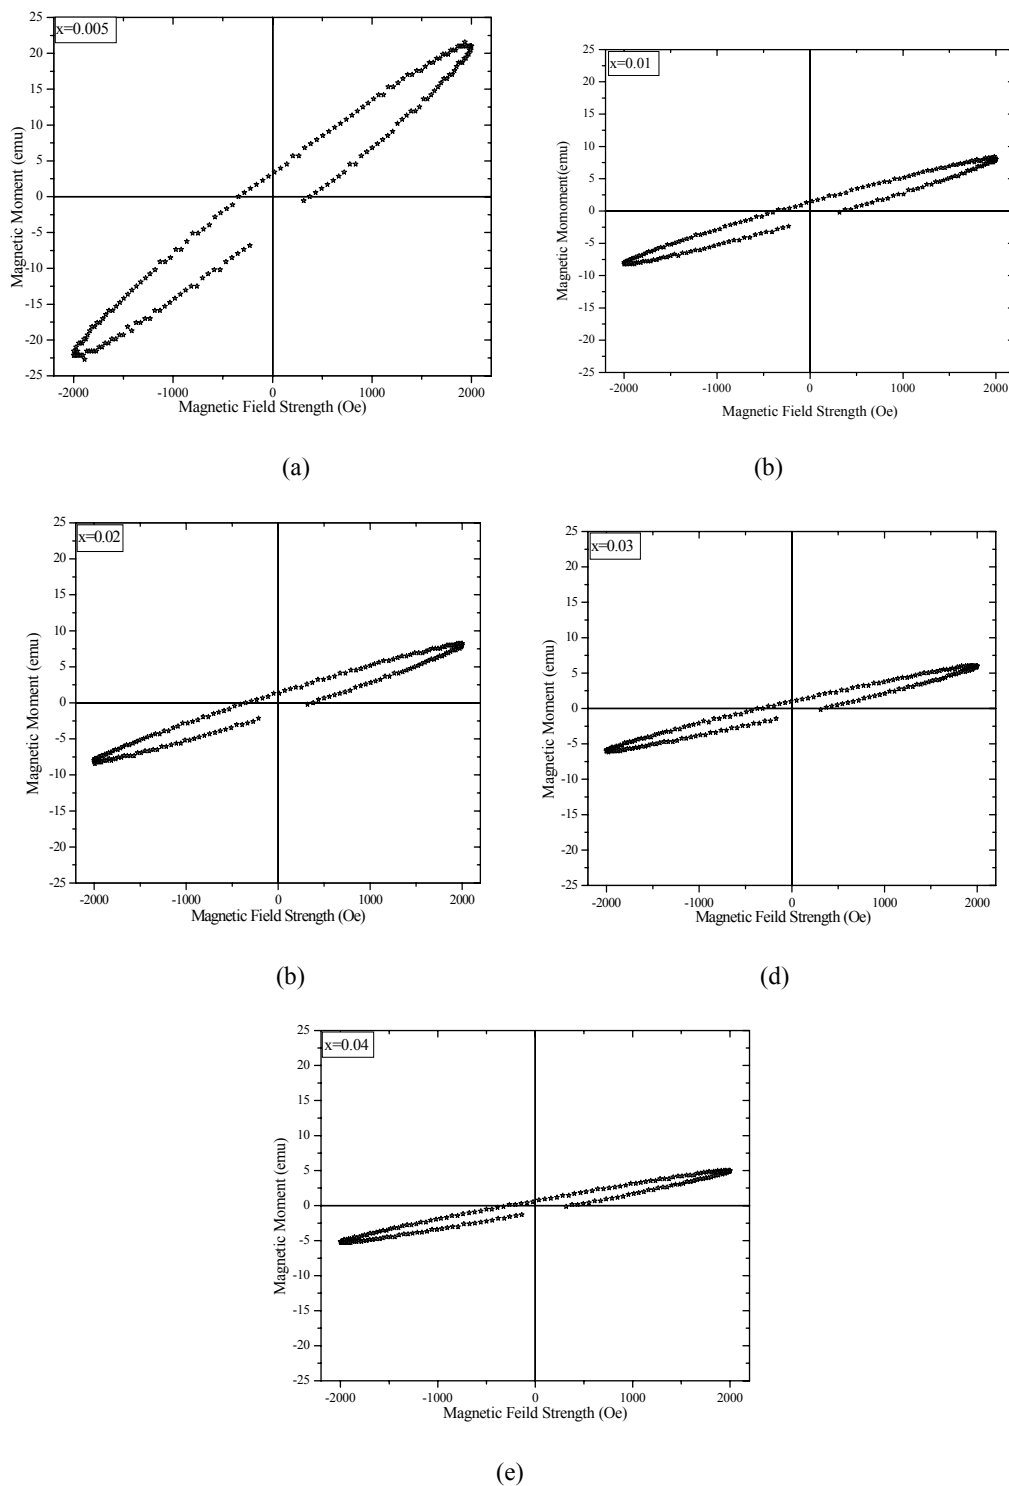 x=0.005
25
20
15
10
5
0
-5
-10
-15
-20
-25
-2000 -1000 0 1000 2000
Magnetic Moment (emu)
Magnetic Field Strength (Oe)
(a)
x=0.01
25
20
15
10
5
0
-5
-10
-15
-20
-25
-2000 -1000 0 1000 2000
Magnetic Momoment(emu)
Magnetic Field Strength (Oe)
(b)
x=0.02
25
20
15
10
5
0
-5
-10
-15
-20
-25
-2000 -1000 0 1000 2000
Magnetic Moment (emu)
Magnetic Field Strength (Oe)
(b)
x=0.03
25
20
15
10
5
0
-5
-10
-15
-20
-25
-2000 -1000 0 1000 2000
Magnetic Moment (emu)
Magnetic Feild Strength (Oe)
(d)
x=0.04
25
20
15
10
5
0
-5
-10
-15
-20
-25
-2000 -1000 0 1000 2000
Magnetic Moment (emu)
Magnetic Feild Strength (Oe)
(e)